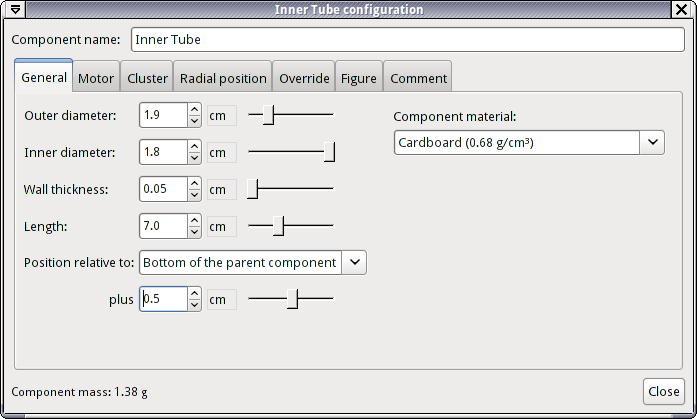 Inner Tube configuration
Component name: Inner Tube
General Motor Cluster Radial position Override Figure Comment
Outer diameter: 1.9 cm
Component material:
Inner diameter: 1.8 cm
Cardboard (0.68 g/cm³)
Wall thickness: 0.05 cm
Length: 7.0 cm
Position relative to: Bottom of the parent component
plus 0.5 cm
Component mass: 1.38 g
Close